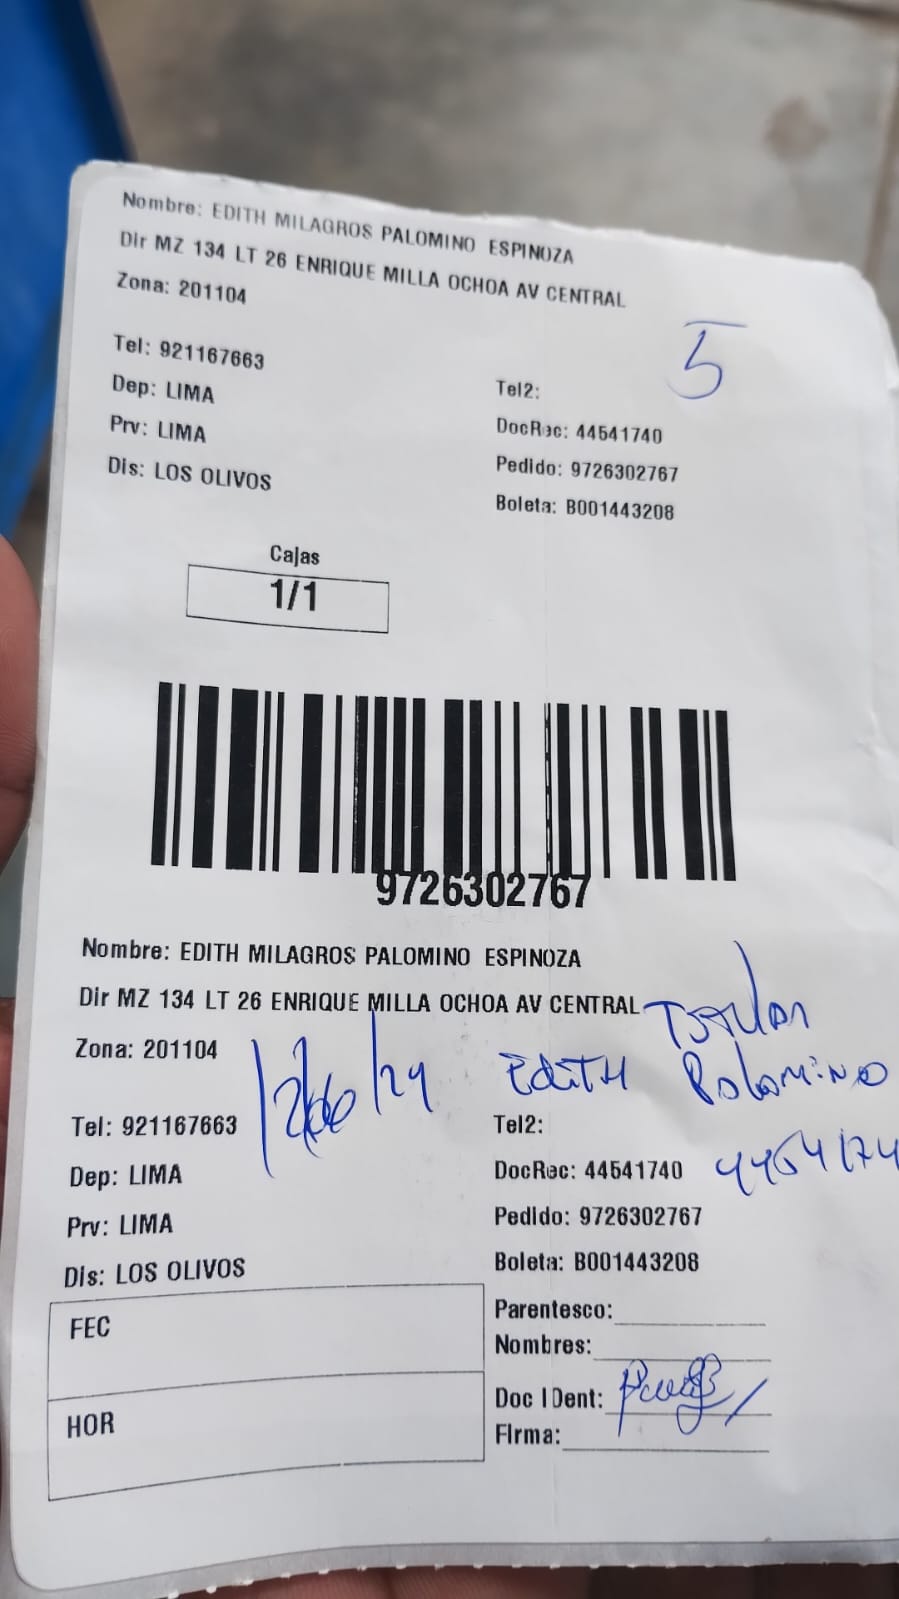 Nombre: EDITH MILAGROS PALOMINO ESPINOZA
Dir MZ 134 LT 26 ENRIQUE MILLA OCHOA AV CENTRAL
Zona: 201104
5
Tel: 921167663
Tel2:
Dep: LIMA
DocRec: 44541740
Prv: LIMA
Pedido: 9726302767
Dis: LOS OLIVOS
Boleta: B001443208
Cajas
1/1
9726302767
Nombre: EDITH MILAGROS PALOMINO ESPINOZA
Dir MZ 134 LT 26 ENRIQUE MILLA OCHOA AV CENTRAL
Zona: 201104
EDITH Palomino
Tel: 921167663
Tel2:
Dep: LIMA
DocRec: 44541740
Prv: LIMA
Pedido: 9726302767
Dis: LOS OLIVOS
Boleta: B001443208
FEC
Parentesco:
Nombres:
HOR
Doc IDent:
Firma: